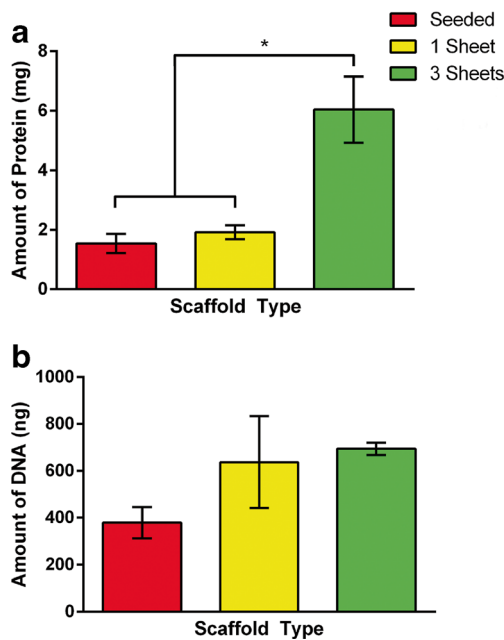 a
*
Seeded
1 Sheet
3 Sheets
Amount of Protein (mg)
8
6
4
2
0
Scaffold Type
b
Amount of DNA (ng)
1000
800
600
400
200
0
Scaffold Type